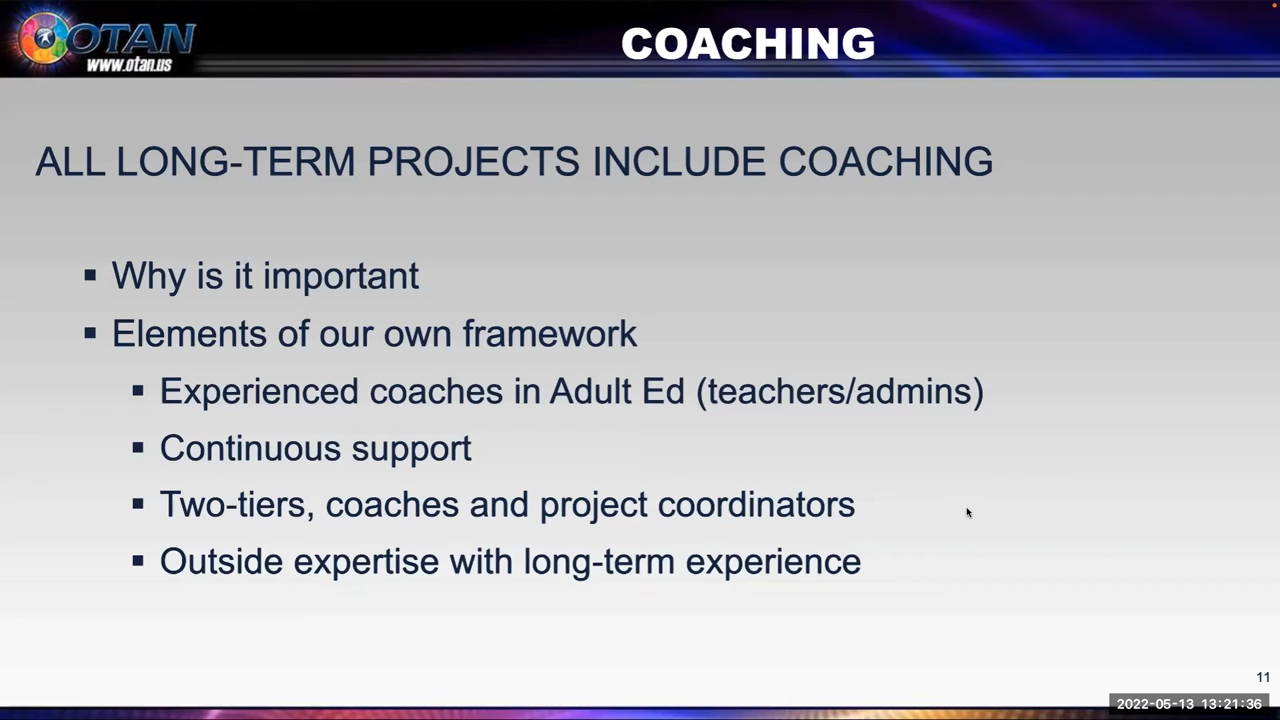 OTAN
www.otan.us
COACHING
ALL LONG-TERM PROJECTS INCLUDE COACHING
▪ Why is it important
▪ Elements of our own framework
▪ Experienced coaches in Adult Ed (teachers/admins)
▪ Continuous support
▪ Two-tiers, coaches and project coordinators
▪ Outside expertise with long-term experience
11
2022-05-13 13:21:36